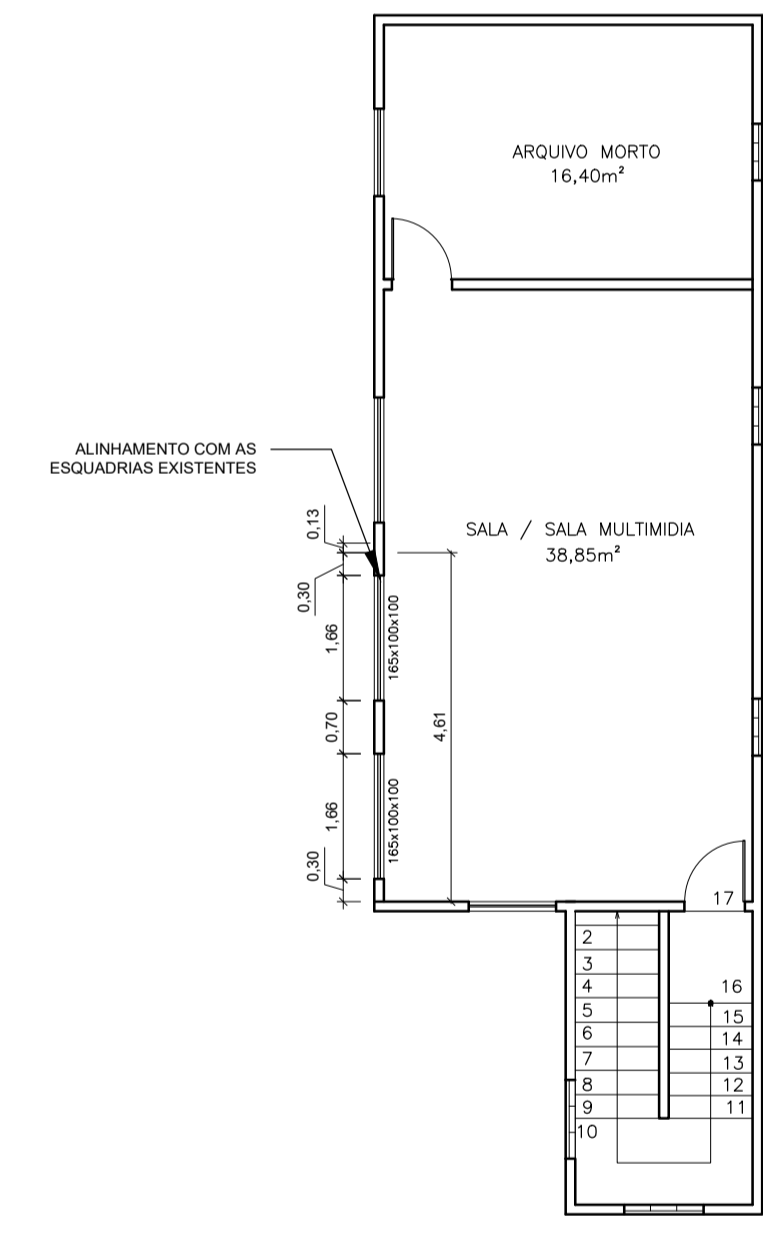 ARQUIVO MORTO
16,40m²
ALINHAMENTO COM AS
ESQUADRIAS EXISTENTES
SALA / SALA MULTIMIDIA
38,85m²
0,13
0,30
1,66
165x100x100
0,70
4,61
1,66
165x100x100
0,30
17
2
3
4
5
6
7
8
9
10
16
15
14
13
12
11